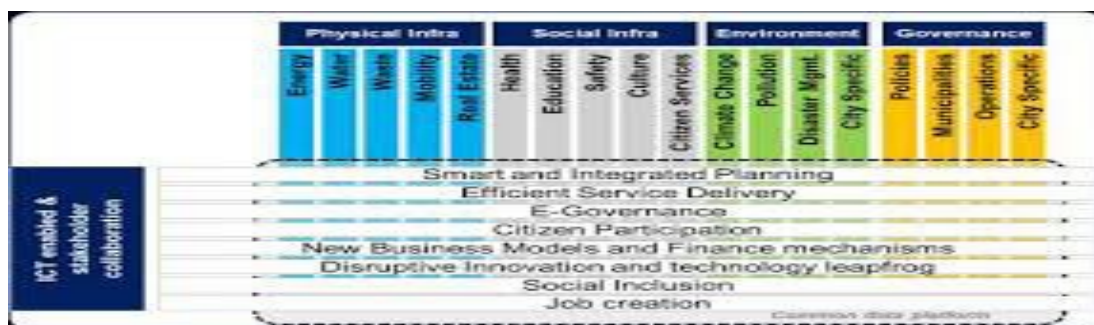 Physical Infra
Social Infra
Environment
Governance
Energy
Water
Waste
Mobility
Real Estate
Health
Education
Safety
Culture
Citizen Services
Climate Change
Pollution
Disaster Mgmt.
City Specific
Policies
Municipalities
Operations
City Specific
ICT enabled &
stakeholder
collaboration
Smart and Integrated Planning
Efficient Service Delivery
E-Governance
Citizen Participation
New Business Models and Finance mechanisms
Disruptive Innovation and technology leapfrog
Social Inclusion
Job creation
Common data platform